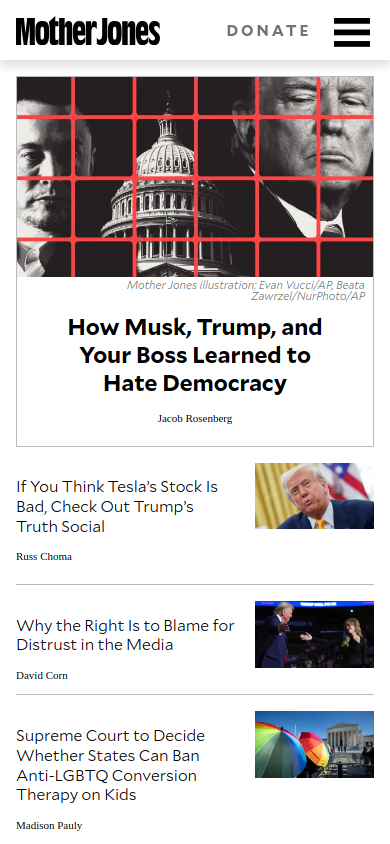 Mother Jones
DONATE
Mother Jones illustration; Evan Vucci/AP, Beata
Zawrzel/NurPhoto/AP
How Musk, Trump, and
Your Boss Learned to
Hate Democracy
Jacob Rosenberg
If You Think Tesla’s Stock Is
Bad, Check Out Trump’s
Truth Social
Russ Choma
Why the Right Is to Blame for
Distrust in the Media
David Corn
Supreme Court to Decide
Whether States Can Ban
Anti-LGBTQ Conversion
Therapy on Kids
Madison Pauly